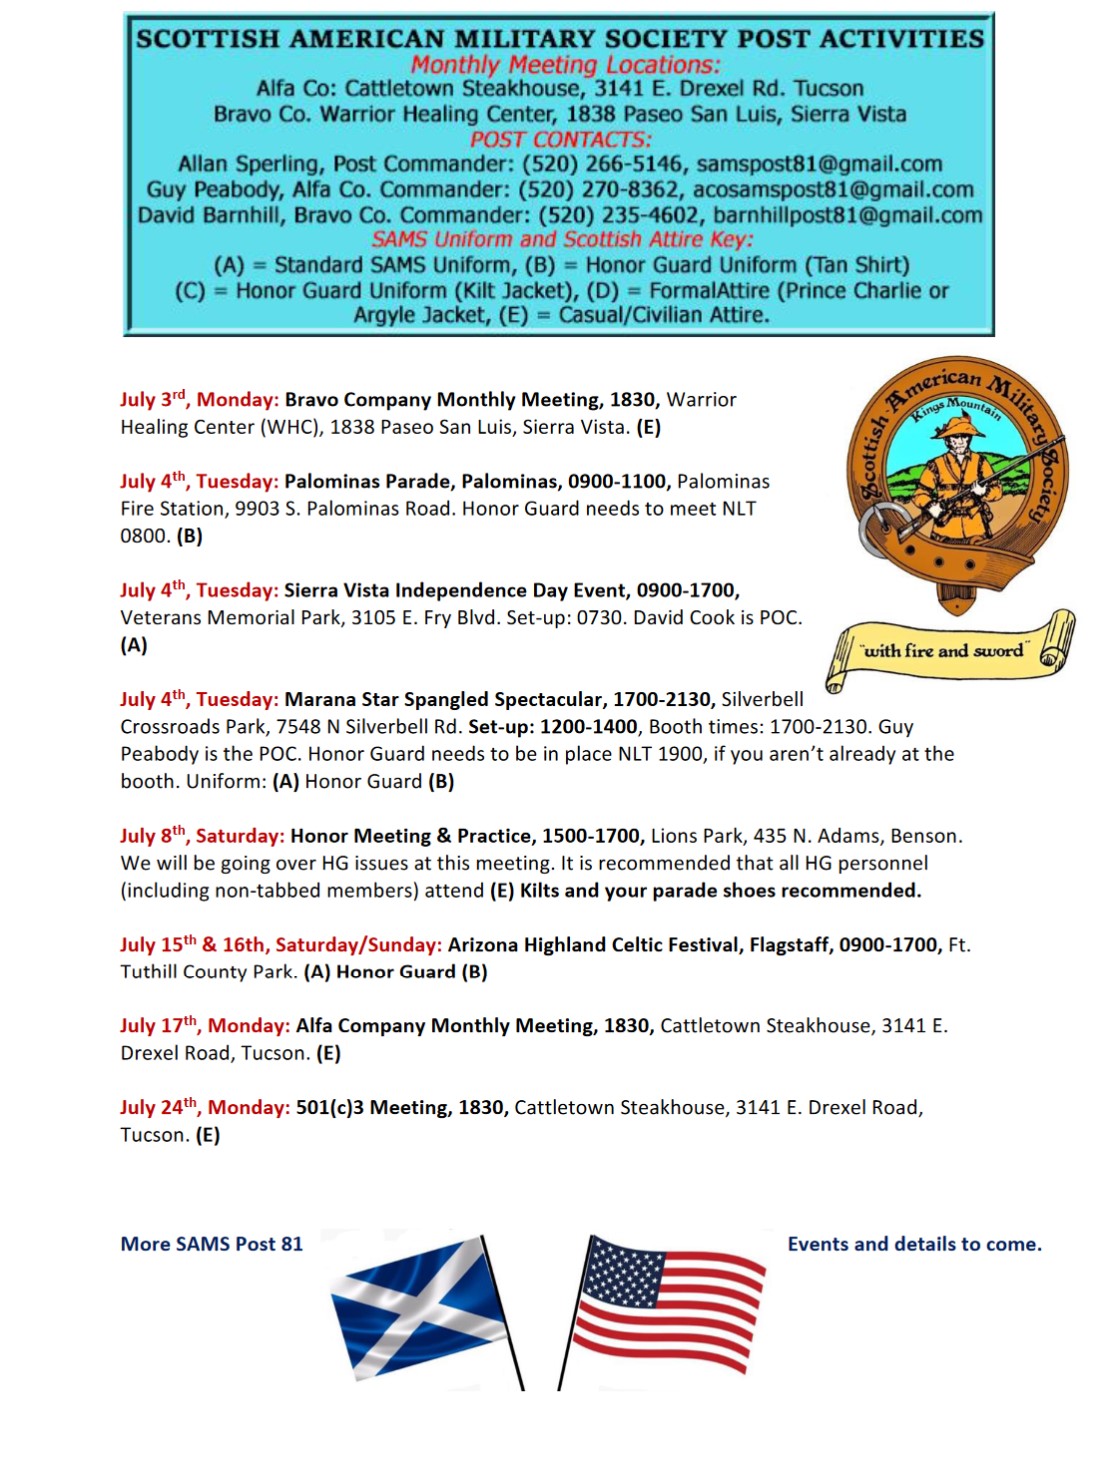 SCOTTISH AMERICAN MILITARY SOCIETY POST ACTIVITIES
Monthly Meeting Locations:
Alfa Co: Cattletown Steakhouse, 3141 E. Drexel Rd. Tucson
Bravo Co. Warrior Healing Center, 1838 Paseo San Luis, Sierra Vista
POST CONTACTS:
Allan Sperling, Post Commander: (520) 266-5146, samspost81@gmail.com
Guy Peabody, Alfa Co. Commander: (520) 270-8362, acosamspost81@gmail.com
David Barnhill, Bravo Co. Commander: (520) 235-4602, barnhillpost81@gmail.com
SAMS Uniform and Scottish Attire Key:
(A) = Standard SAMS Uniform, (B) = Honor Guard Uniform (Tan Shirt)
(C) = Honor Guard Uniform (Kilt Jacket), (D) = FormalAttire (Prince Charlie or
Argyle Jacket, (E) = Casual/Civilian Attire.
Scottish-American Military Society
Kings Mountain
"with fire and sword"
July 3rd, Monday: Bravo Company Monthly Meeting, 1830, Warrior
Healing Center (WHC), 1838 Paseo San Luis, Sierra Vista. (E)
July 4th, Tuesday: Palominas Parade, Palominas, 0900-1100, Palominas
Fire Station, 9903 S. Palominas Road. Honor Guard needs to meet NLT
0800. (B)
July 4th, Tuesday: Sierra Vista Independence Day Event, 0900-1700,
Veterans Memorial Park, 3105 E. Fry Blvd. Set-up: 0730. David Cook is POC.
(A)
July 4th, Tuesday: Marana Star Spangled Spectacular, 1700-2130, Silverbell
Crossroads Park, 7548 N Silverbell Rd. Set-up: 1200-1400, Booth times: 1700-2130. Guy
Peabody is the POC. Honor Guard needs to be in place NLT 1900, if you aren't already at the
booth. Uniform: (A) Honor Guard (B)
July 8th, Saturday: Honor Meeting & Practice, 1500-1700, Lions Park, 435 N. Adams, Benson.
We will be going over HG issues at this meeting. It is recommended that all HG personnel
(including non-tabbed members) attend (E) Kilts and your parade shoes recommended.
July 15th & 16th, Saturday/Sunday: Arizona Highland Celtic Festival, Flagstaff, 0900-1700, Ft.
Tuthill County Park. (A) Honor Guard (B)
July 17th, Monday: Alfa Company Monthly Meeting, 1830, Cattletown Steakhouse, 3141 E.
Drexel Road, Tucson. (E)
July 24th, Monday: 501(c)3 Meeting, 1830, Cattletown Steakhouse, 3141 E. Drexel Road,
Tucson. (E)
More SAMS Post 81 Events and details to come.